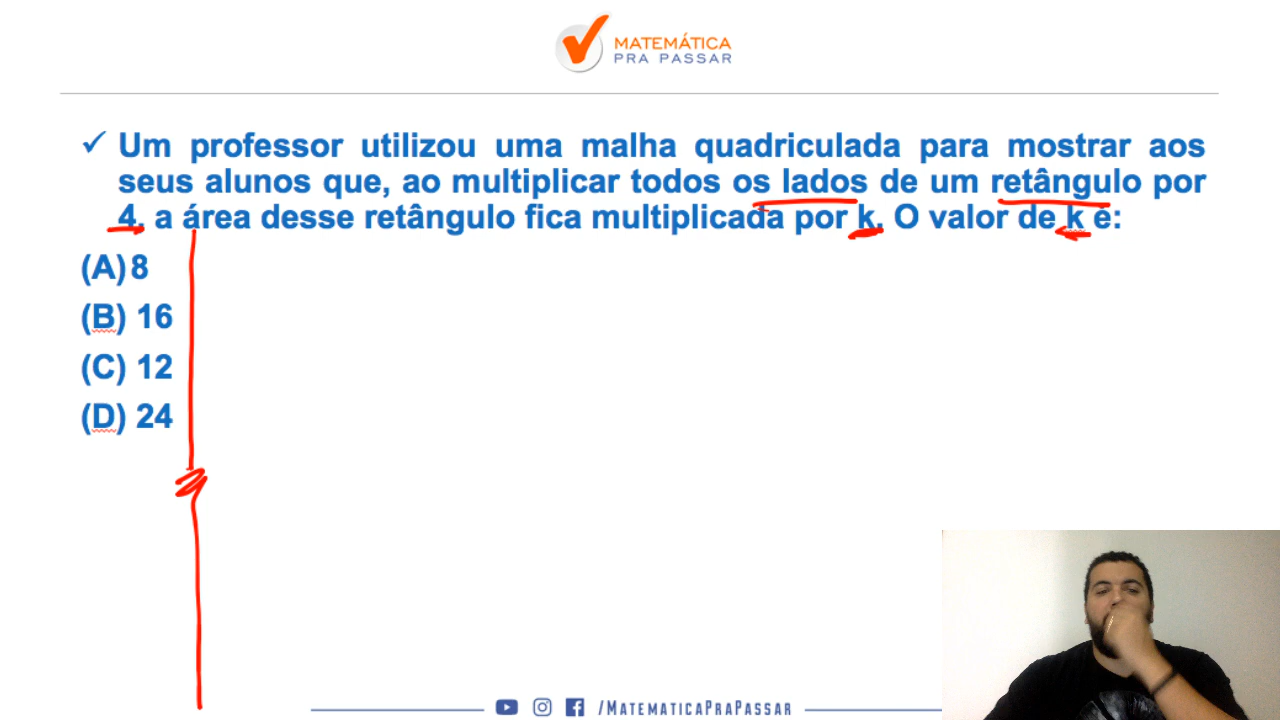 MATEMÁTICA
PRA PASSAR
✓ Um professor utilizou uma malha quadriculada para mostrar aos
seus alunos que, ao multiplicar todos os lados de um retângulo por
4, a área desse retângulo fica multiplicada por k. O valor de k é:
(A) 8
(B) 16
(C) 12
(D) 24
/MATEMATICAPRAPASSAR